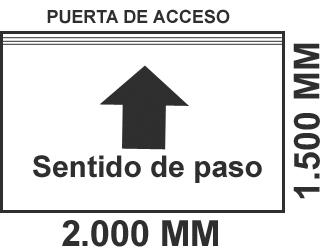 PUERTA DE ACCESO
Sentido de paso
1.500 MM
2.000 MM